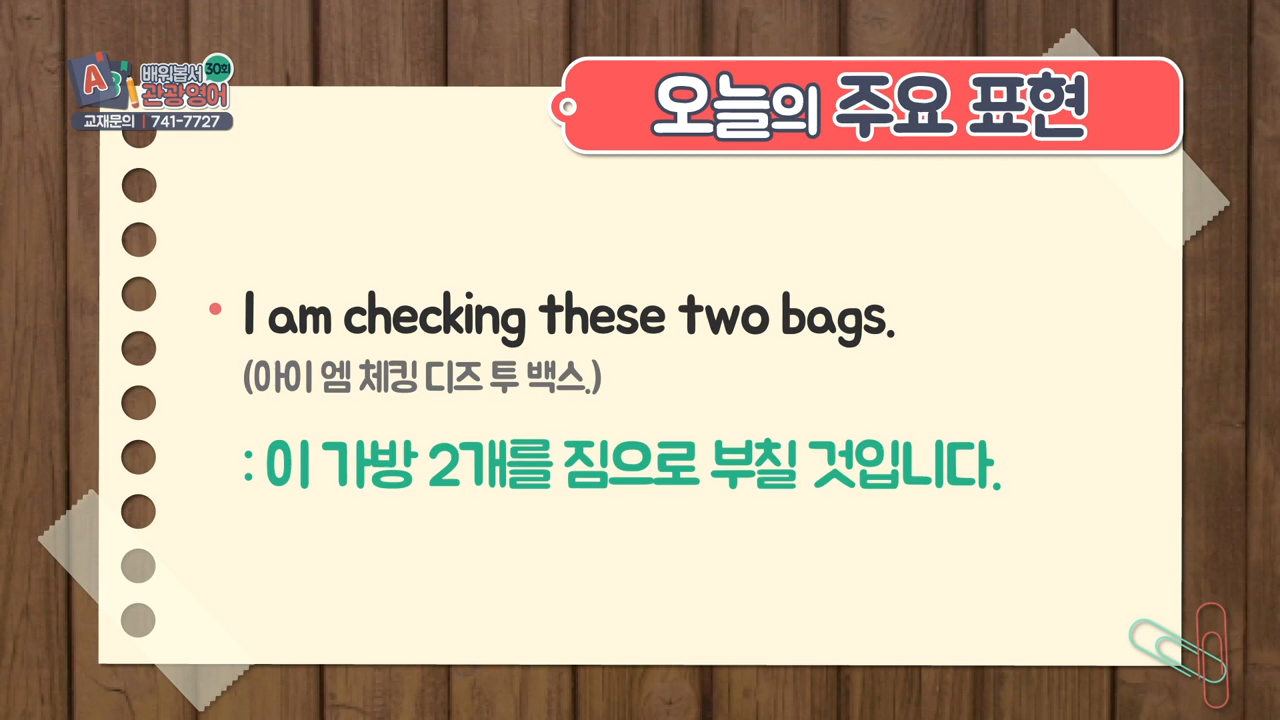 배워봅서 30회
관광영어
교재문의 | 741-7727
오늘의 주요 표현
• I am checking these two bags.
(아이 엠 체킹 디즈 투 백스.)
: 이 가방 2개를 짐으로 부칠 것입니다.